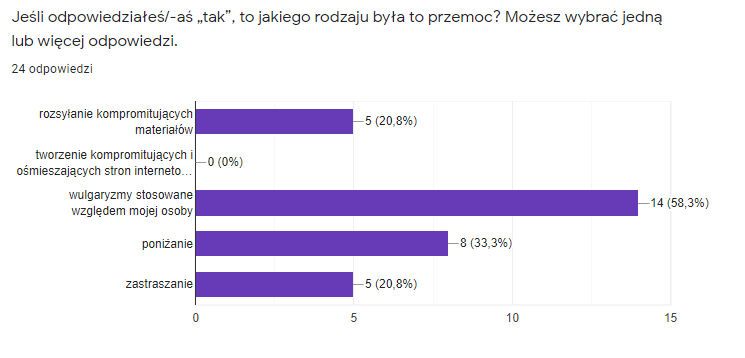 Jeśli odpowiedziałeś/-aś „tak”, to jakiego rodzaju była to przemoc? Możesz wybrać jedną
lub więcej odpowiedzi.
24 odpowiedzi
rozsyłanie kompromitujących
materiałów
5 (20,8%)
tworzenie kompromitujących i
ośmieszających stron interneto…
0 (0%)
wulgaryzmy stosowane
względem mojej osoby
14 (58,3%)
poniżanie
8 (33,3%)
zastraszanie
5 (20,8%)
0 5 10 15